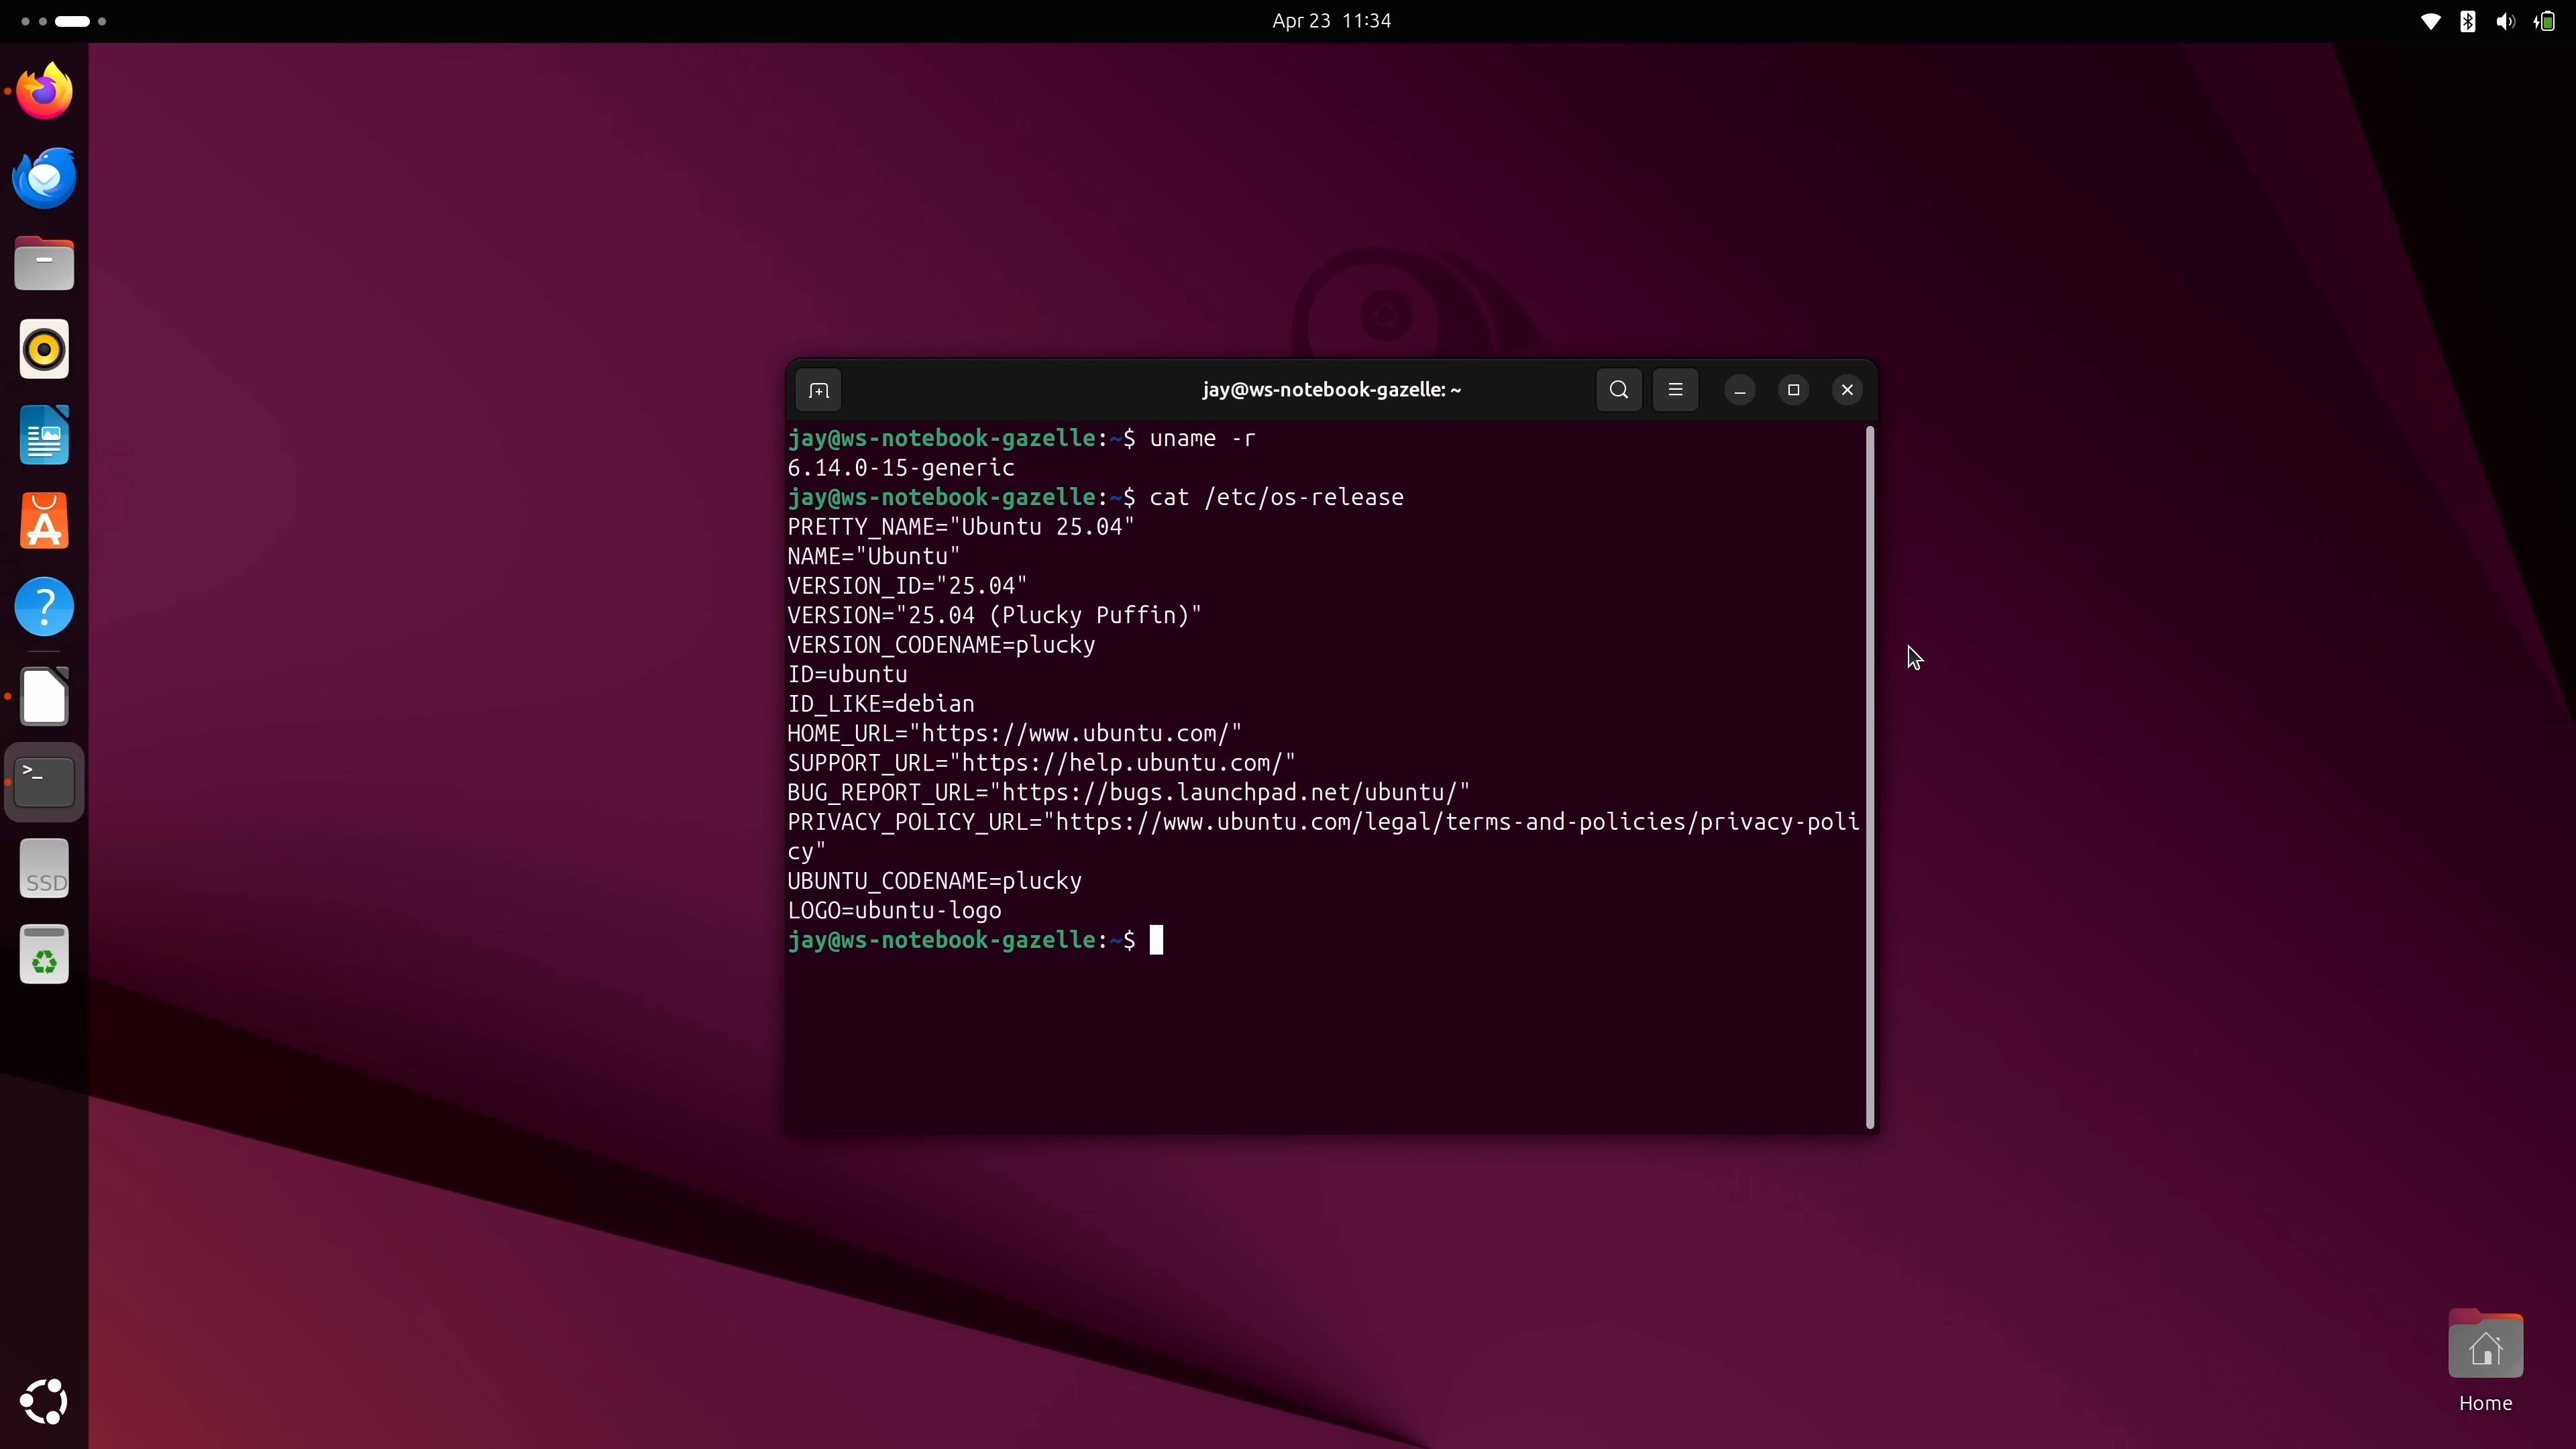 Apr 23 11:34
jay@ws-notebook-gazelle: ~
jay@ws-notebook-gazelle:~$ uname -r
6.14.0-15-generic
jay@ws-notebook-gazelle:~$ cat /etc/os-release
PRETTY_NAME="Ubuntu 25.04"
NAME="Ubuntu"
VERSION_ID="25.04"
VERSION="25.04 (Plucky Puffin)"
VERSION_CODENAME=plucky
ID=ubuntu
ID_LIKE=debian
HOME_URL="https://www.ubuntu.com/"
SUPPORT_URL="https://help.ubuntu.com/"
BUG_REPORT_URL="https://bugs.launchpad.net/ubuntu/"
PRIVACY_POLICY_URL="https://www.ubuntu.com/legal/terms-and-policies/privacy-poli
cy"
UBUNTU_CODENAME=plucky
LOGO=ubuntu-logo
jay@ws-notebook-gazelle:~$
SSD
Home